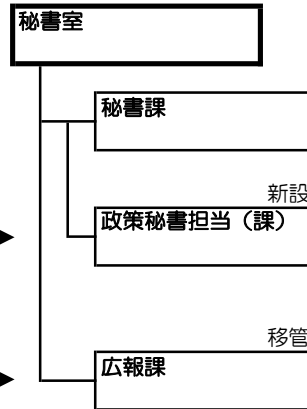 秘書室
秘書課
新設
政策秘書担当（課）
移管
広報課